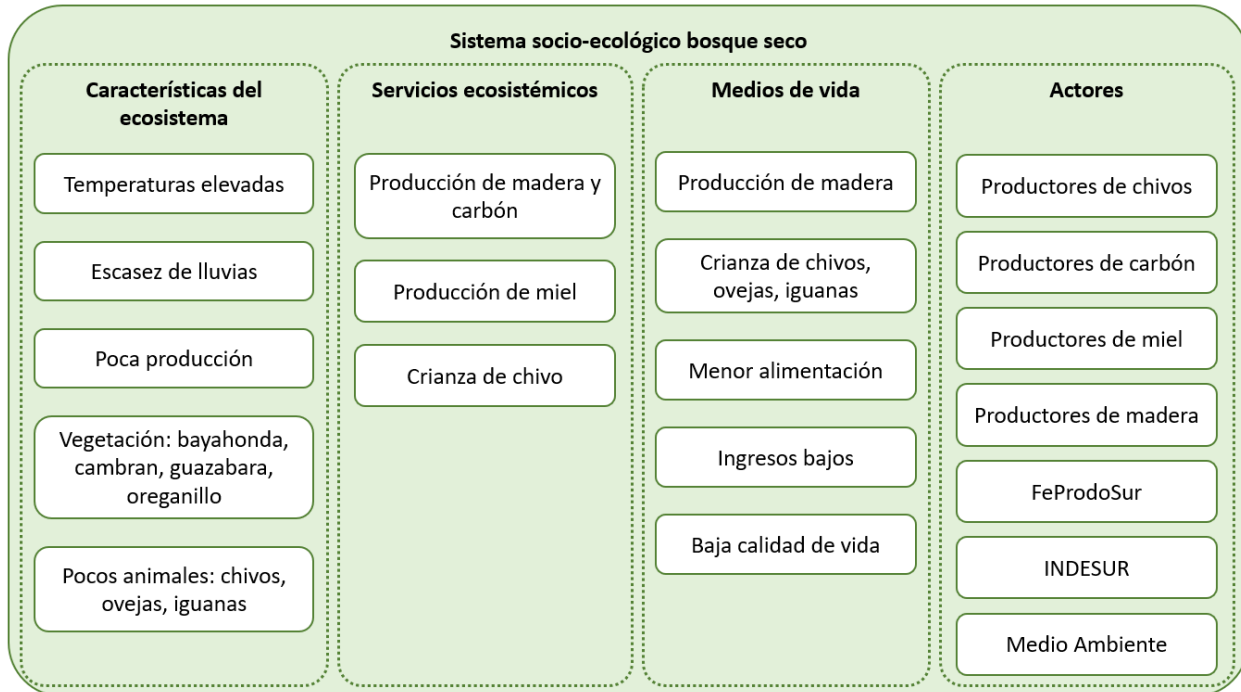 Sistema socio-ecológico bosque seco
Características del
ecosistema
Temperaturas elevadas
Escasez de lluvias
Poca producción
Vegetación: bayahonda,
cambran, guazabara,
oreganillo
Pocos animales: chivos,
ovejas, iguanas
Servicios ecosistémicos
Producción de madera y
carbón
Producción de miel
Crianza de chivo
Medios de vida
Producción de madera
Crianza de chivos,
ovejas, iguanas
Menor alimentación
Ingresos bajos
Baja calidad de vida
Actores
Productores de chivos
Productores de carbón
Productores de miel
Productores de madera
FeProdoSur
INDESUR
Medio Ambiente